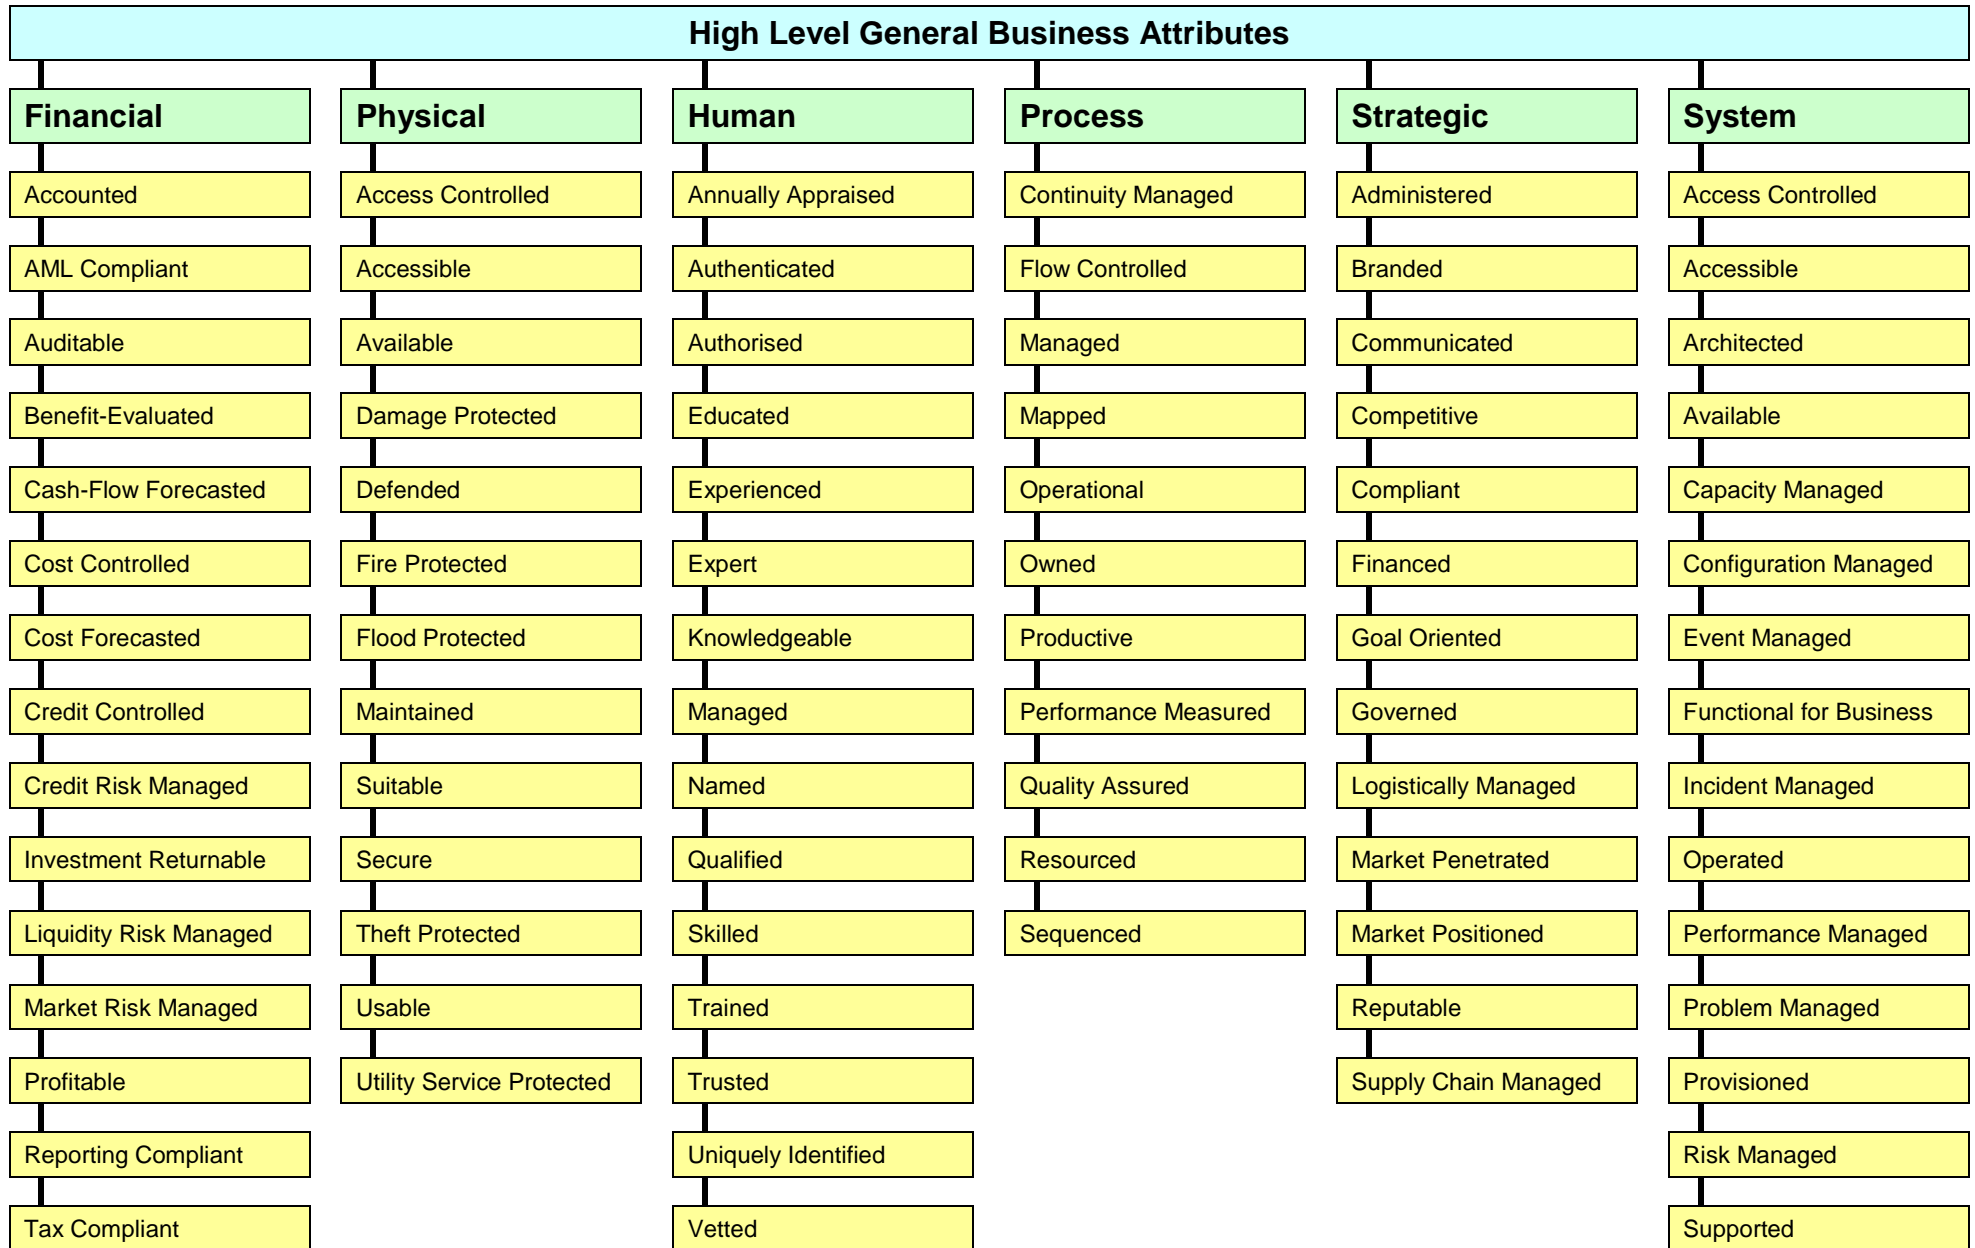 High Level General Business Attributes
Financial
Accounted
AML Compliant
Auditable
Benefit-Evaluated
Cash-Flow Forecasted
Cost Controlled
Cost Forecasted
Credit Controlled
Credit Risk Managed
Investment Returnable
Liquidity Risk Managed
Market Risk Managed
Profitable
Reporting Compliant
Tax Compliant
Physical
Access Controlled
Accessible
Available
Damage Protected
Defended
Fire Protected
Flood Protected
Maintained
Suitable
Secure
Theft Protected
Usable
Utility Service Protected
Human
Annually Appraised
Authenticated
Authorised
Educated
Experienced
Expert
Knowledgeable
Managed
Named
Qualified
Skilled
Trained
Trusted
Uniquely Identified
Vetted
Process
Continuity Managed
Flow Controlled
Managed
Mapped
Operational
Owned
Productive
Performance Measured
Quality Assured
Resourced
Sequenced
Strategic
Administered
Branded
Communicated
Competitive
Compliant
Financed
Goal Oriented
Governed
Logistically Managed
Market Penetrated
Market Positioned
Reputable
Supply Chain Managed
System
Access Controlled
Accessible
Architected
Available
Capacity Managed
Configuration Managed
Event Managed
Functional for Business
Incident Managed
Operated
Performance Managed
Problem Managed
Provisioned
Risk Managed
Supported